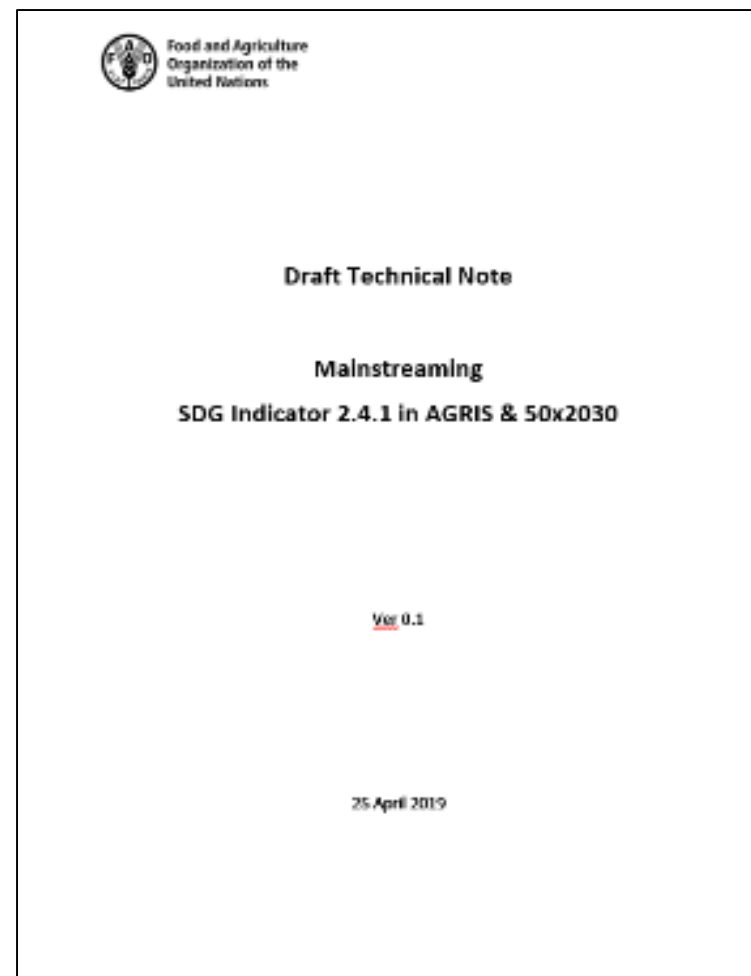 Food and Agriculture
Organization of the
United Nations
Draft Technical Note
Mainstreaming
SDG Indicator 2.4.1 in AGRIS & 50x2030
Ver 0.1
25 April 2019